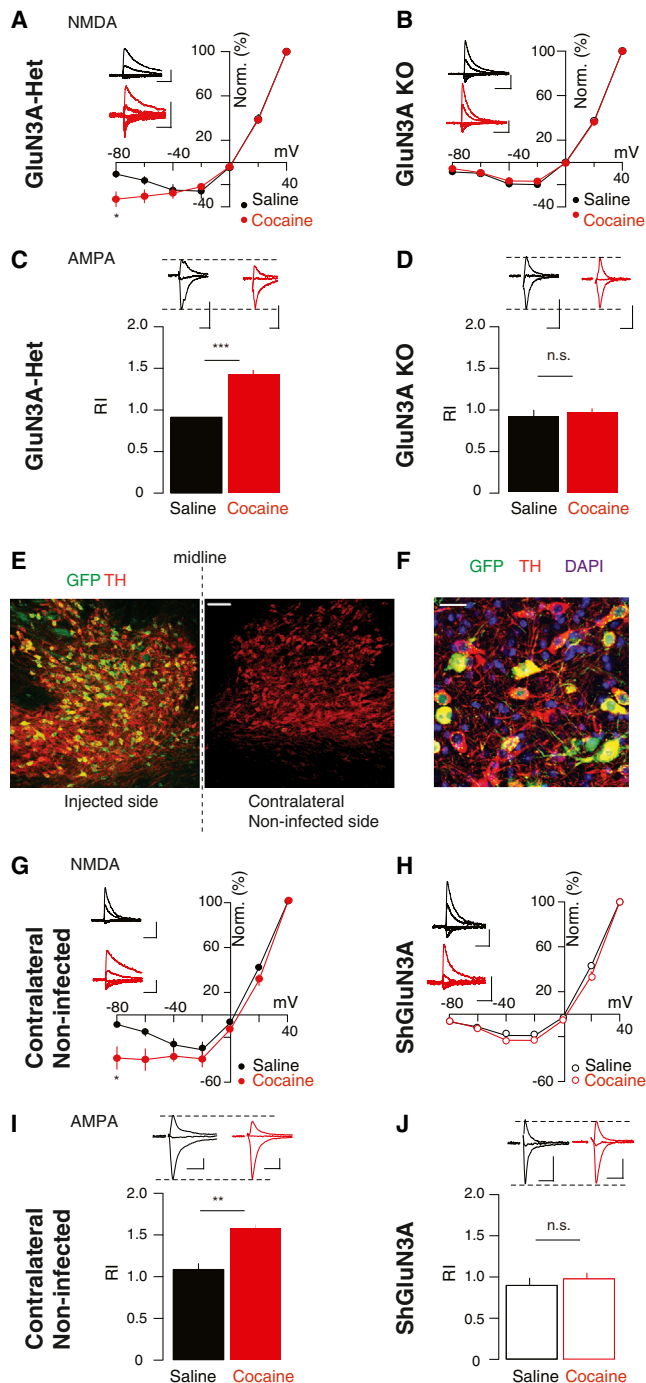 A NMDA
GluN3A-Het
Norm. (%)
100
60
20
-80 -40 0 mV
40
-40
*
Saline
Cocaine
B
GluN3A KO
Norm. (%)
100
60
20
-80 -40 0 mV
40
-40
Saline
Cocaine
C AMPA
GluN3A-Het
RI
2.0
1.5
1.0
0.5
0
***
Saline Cocaine
D
GluN3A KO
RI
2.0
1.5
1.0
0.5
0
n.s.
Saline Cocaine
E midline
GFP TH
Injected side
Contralateral
Non-infected side
F
GFP TH DAPI
G NMDA
Contralateral
Non-infected
Norm. (%)
100
60
20
-80 -40 0 mV
40
-60
*
Saline
Cocaine
H
ShGluN3A
Norm. (%)
100
60
20
-80 -40 0 mV
40
-60
Saline
Cocaine
I AMPA
Contralateral
Non-infected
RI
2.0
1.5
1.0
0.5
0
**
Saline Cocaine
J
ShGluN3A
RI
2.0
1.5
1.0
0.5
0
n.s.
Saline Cocaine